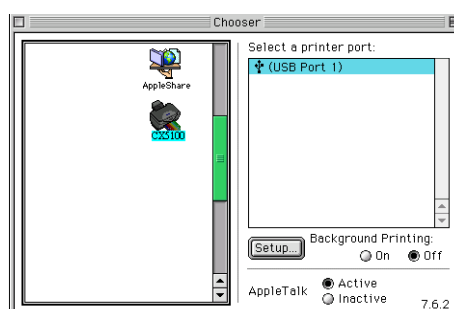 Chooser
AppleShare
CX5100
Select a printer port:
(USB Port 1)
Setup...
Background Printing:
On Off
AppleTalk
Active
Inactive
7.6.2